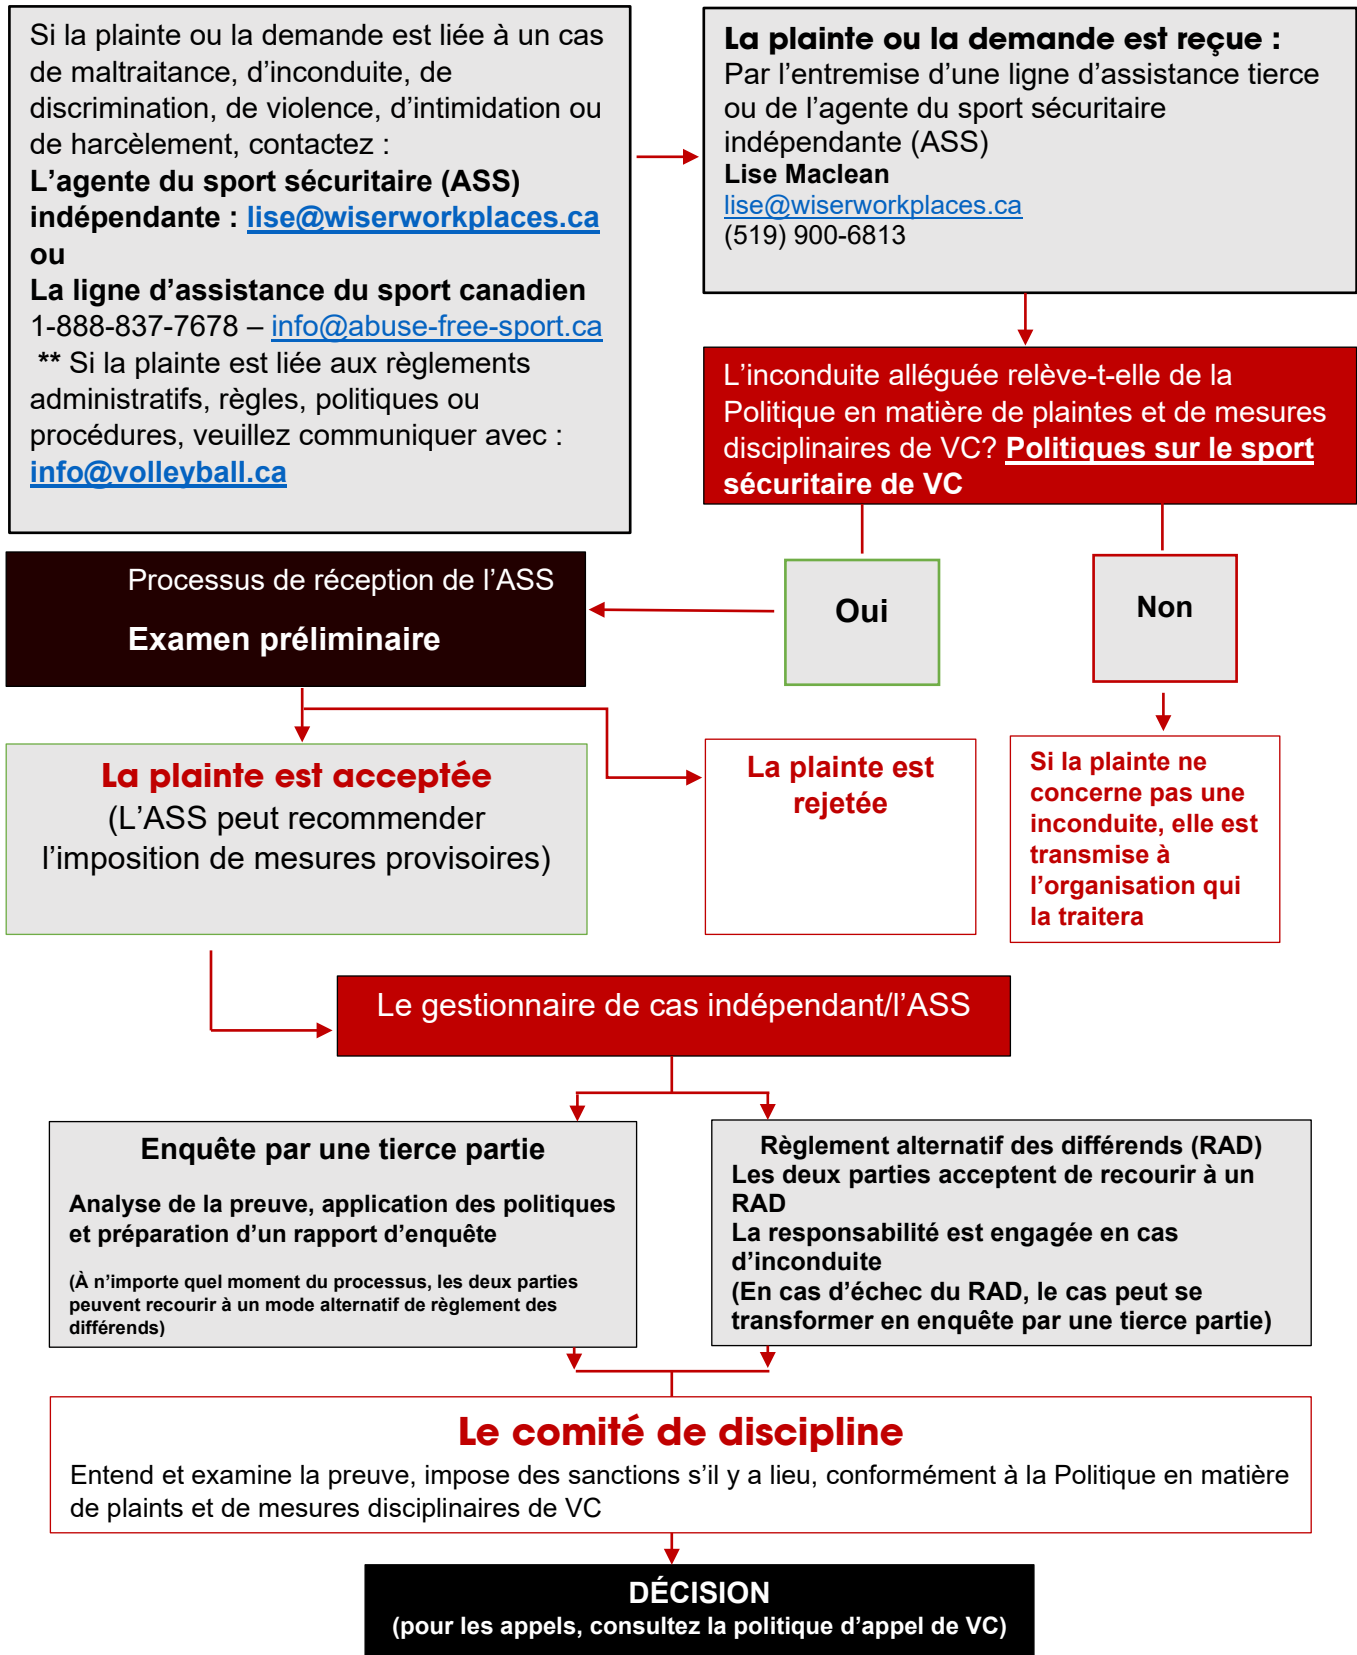 Si la plainte ou la demande est liée à un cas
de maltraitance, d’inconduite, de
discrimination, de violence, d’intimidation ou
de harcèlement, contactez :
L’agente du sport sécuritaire (ASS)
indépendante : lise@wiserworkplaces.ca
ou
La ligne d’assistance du sport canadien
1-888-837-7678 – info@abuse-free-sport.ca
** Si la plainte est liée aux règlements
administratifs, règles, politiques ou
procédures, veuillez communiquer avec :
info@volleyball.ca
La plainte ou la demande est reçue :
Par l’entremise d’une ligne d’assistance tierce
ou de l’agente du sport sécuritaire
indépendante (ASS)
Lise Maclean
lise@wiserworkplaces.ca
(519) 900-6813
L’inconduite alléguée relève-t-elle de la
Politique en matière de plaintes et de mesures
disciplinaires de VC? Politiques sur le sport
sécuritaire de VC
Processus de réception de l’ASS
Examen préliminaire
Oui
Non
La plainte est acceptée
(L’ASS peut recommender
l’imposition de mesures provisoires)
La plainte est
rejetée
Si la plainte ne
concerne pas une
inconduite, elle est
transmise à
l’organisation qui
la traitera
Le gestionnaire de cas indépendant/l’ASS
Enquête par une tierce partie
Analyse de la preuve, application des politiques
et préparation d’un rapport d’enquête
(À n’importe quel moment du processus, les deux parties
peuvent recourir à un mode alternatif de règlement des
différends)
Règlement alternatif des différends (RAD)
Les deux parties acceptent de recourir à un
RAD
La responsabilité est engagée en cas
d’inconduite
(En cas d’échec du RAD, le cas peut se
transformer en enquête par une tierce partie)
Le comité de discipline
Entend et examine la preuve, impose des sanctions s’il y a lieu, conformément à la Politique en matière
de plaints et de mesures disciplinaires de VC
DÉCISION
(pour les appels, consultez la politique d’appel de VC)